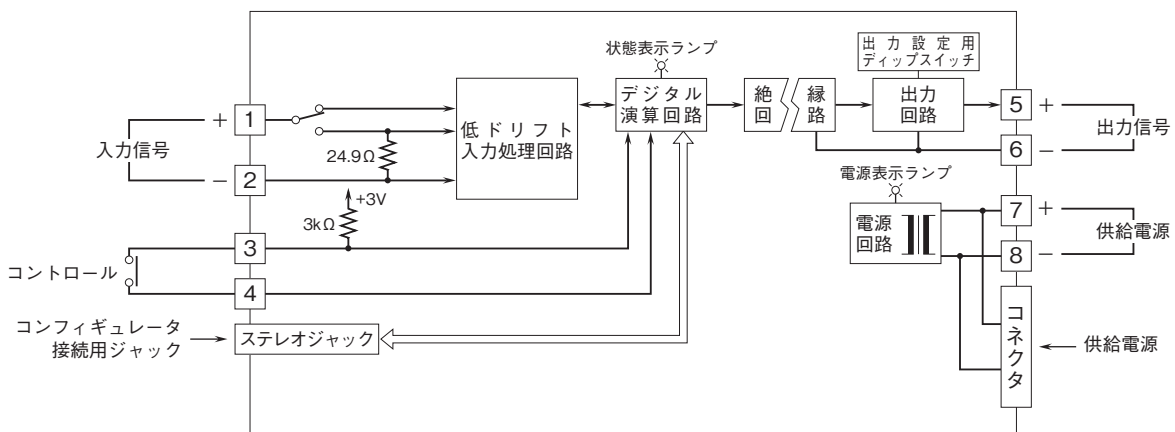 状態表示ランプ
出力設定用
ディップスイッチ
1
+
入力信号
−
2
24.9Ω
低ドリフト
入力処理回路
デジタル
演算回路
絶縁
回路
出力
回路
5
+
出力信号
6
−
+3V
3kΩ
3
コントロール
4
電源表示ランプ
電源
回路
7
+
供給電源
8
−
コンフィギュレータ
接続用ジャック
ステレオジャック
コネクタ
供給電源